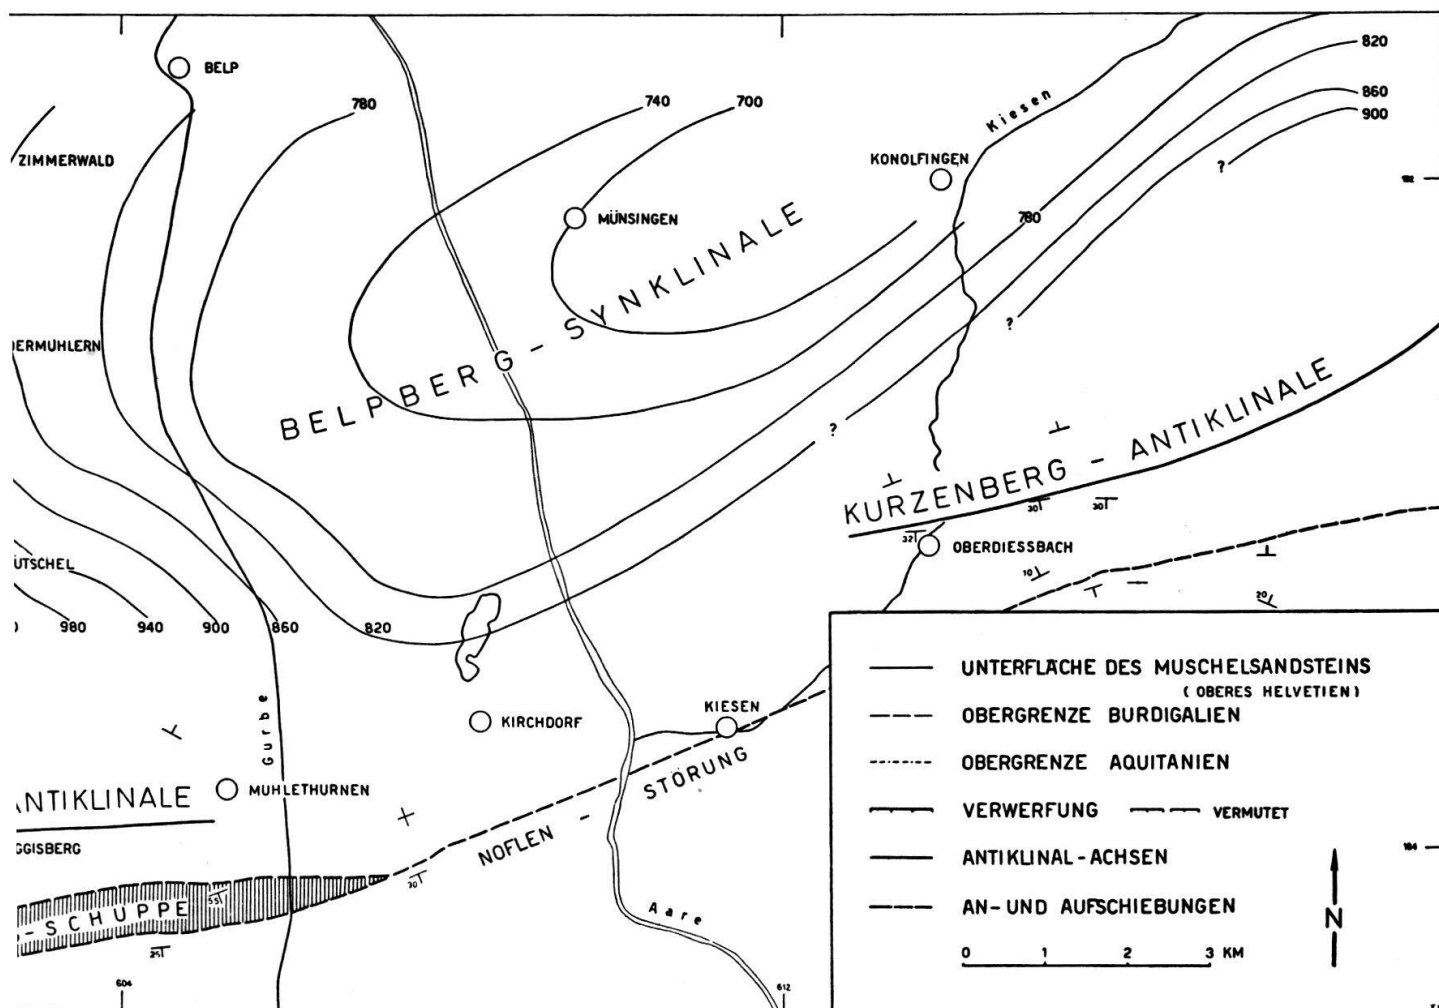 BELP
780
740
700
820
860
900
Kiesen
ZIMMERWALD
KONOLFINGEN
MÜNSINGEN
780
BELPBERG - SYNKLINALE
DERMUHLERN
?
?
?
KURZENBERG - ANTIKLINALE
30
30
32
OBERDIESSBACH
ÜTSCHEL
10
20
980
940
900
860
820
Gurbe
KIRCHDORF
KIESEN
MUHLETHURNEN
ANTIKLINALE
GGISBERG
NOFLEN - STÖRUNG
30
55
-SCHUPPE
25
Aare
604
612
184
UNTERFLÄCHE DES MUSCHELSANDSTEINS
(OBERES HELVETIEN)
OBERGRENZE BURDIGALIEN
OBERGRENZE AQUITANIEN
VERWERFUNG
VERMUTET
ANTIKLINAL-ACHSEN
AN- UND AUFSCHIEBUNGEN
N
0 1 2 3 KM